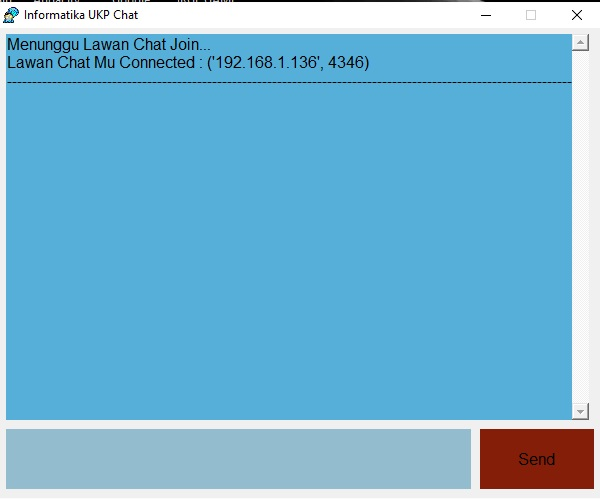 Informatika UKP Chat
Menunggu Lawan Chat Join...
Lawan Chat Mu Connected : ('192.168.1.136', 4346)
Send